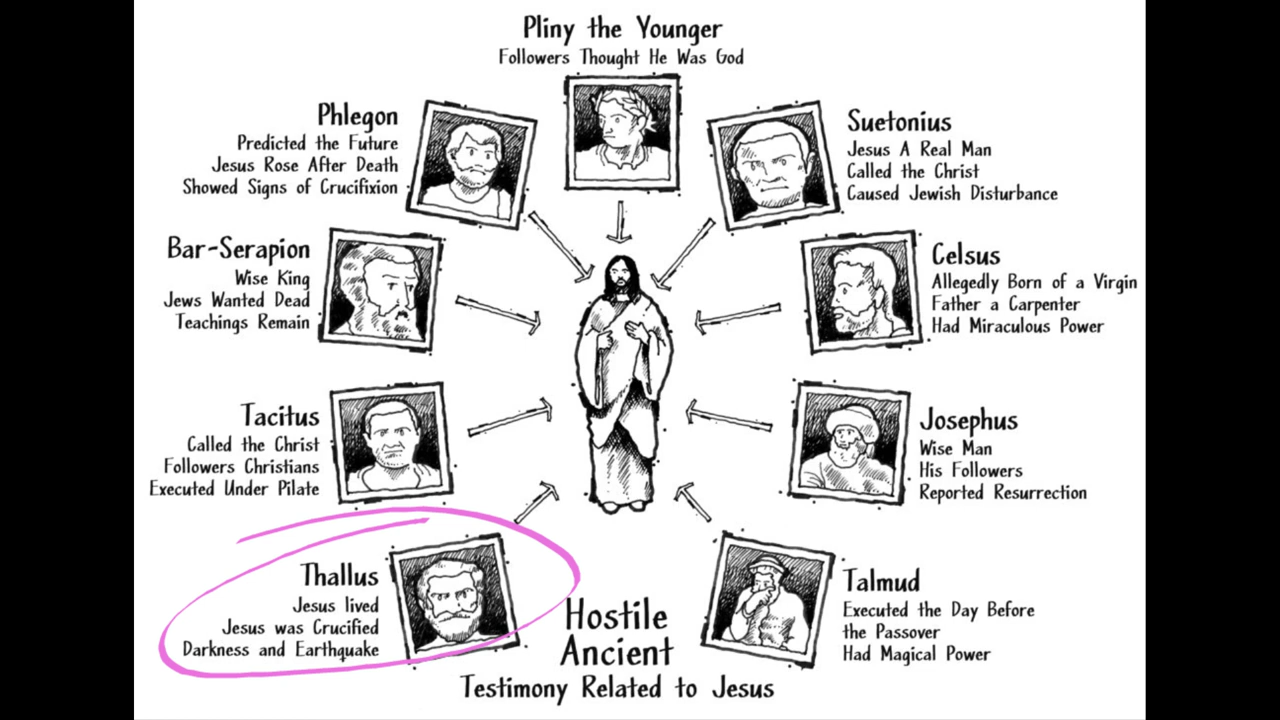 Pliny the Younger
Followers Thought He Was God
Phlegon
Predicted the Future
Jesus Rose After Death
Showed Signs of Crucifixion
Suetonius
Jesus A Real Man
Called the Christ
Caused Jewish Disturbance
Bar-Serapion
Wise King
Jews Wanted Dead
Teachings Remain
Celsus
Allegedly Born of a Virgin
Father a Carpenter
Had Miraculous Power
Tacitus
Called the Christ
Followers Christians
Executed Under Pilate
Josephus
Wise Man
His Followers
Reported Resurrection
Thallus
Jesus lived
Jesus was Crucified
Darkness and Earthquake
Talmud
Executed the Day Before
the Passover
Had Magical Power
Hostile
Ancient
Testimony Related to Jesus